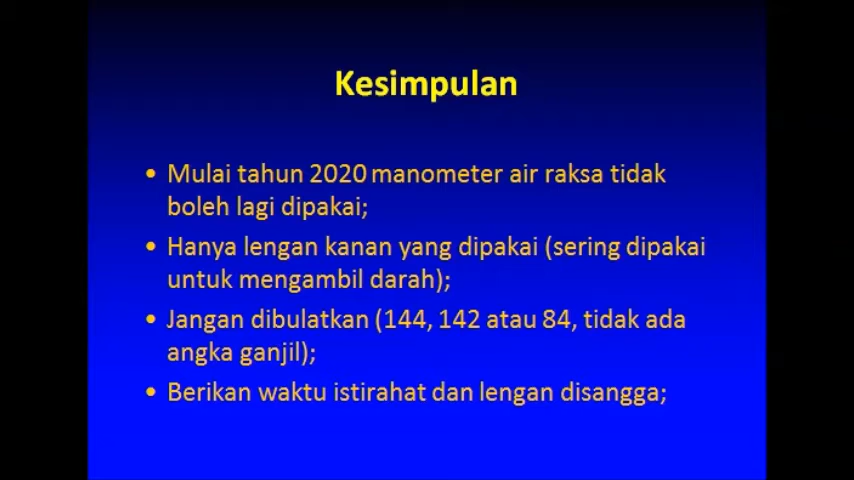 Kesimpulan
• Mulai tahun 2020 manometer air raksa tidak
boleh lagi dipakai;
• Hanya lengan kanan yang dipakai (sering dipakai
untuk mengambil darah);
• Jangan dibulatkan (144, 142 atau 84, tidak ada
angka ganjil);
• Berikan waktu istirahat dan lengan disangga;